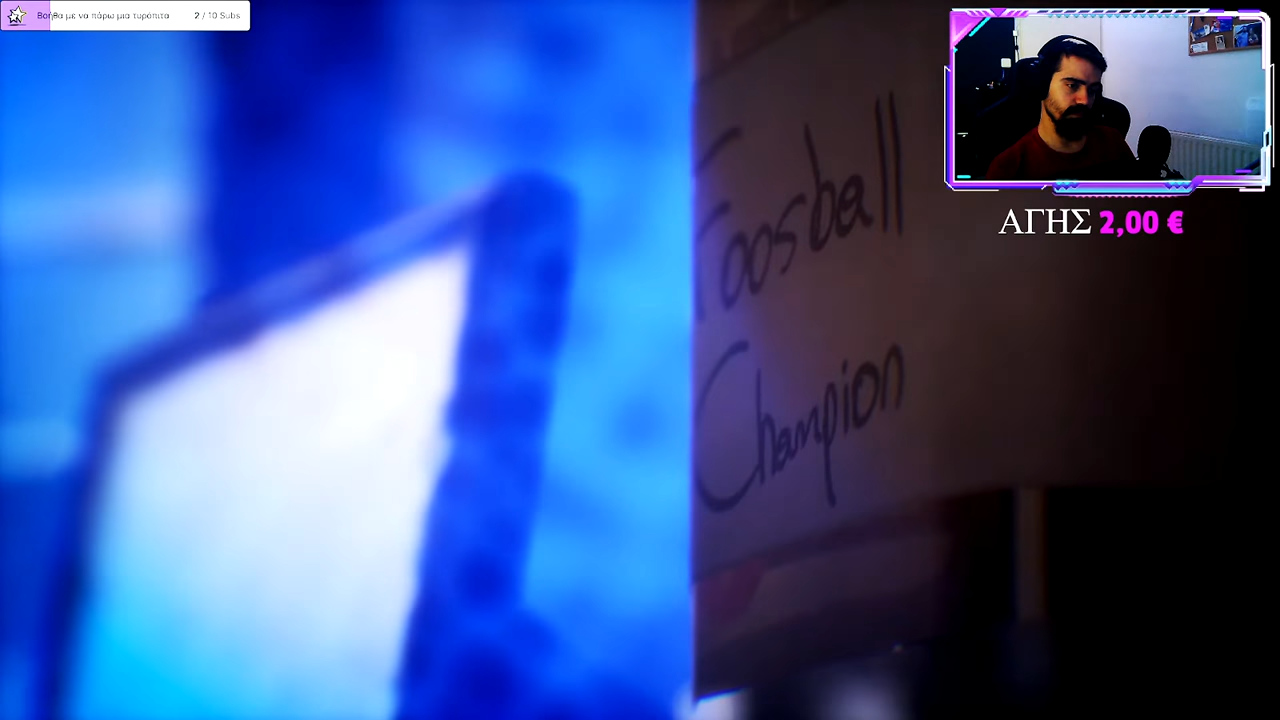 Βοήθα με να πάρω μια τυρόπιτα 2 / 10 Subs
ΑΓΗΣ 2,00 €
Foosball
Champion